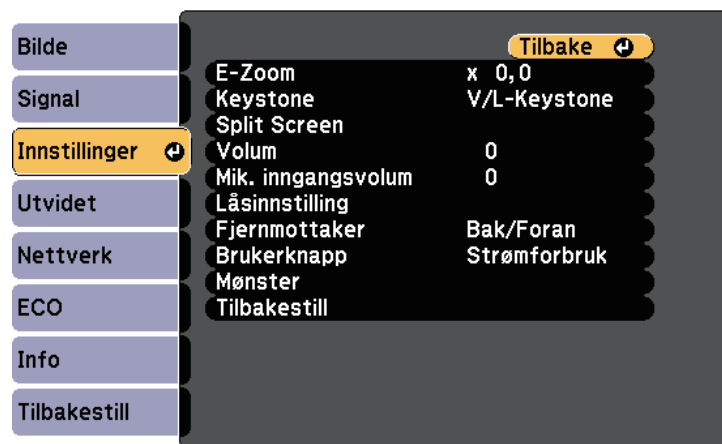 Bilde
Signal
Innstillinger
Utvidet
Nettverk
ECO
Info
Tilbakestill
Tilbake
E-Zoom x 0,0
Keystone V/L-Keystone
Split Screen
Volum 0
Mik. inngangsvolum 0
Låsinnstilling
Fjernmottaker Bak/Foran
Brukerknapp Strømforbruk
Mønster
Tilbakestill